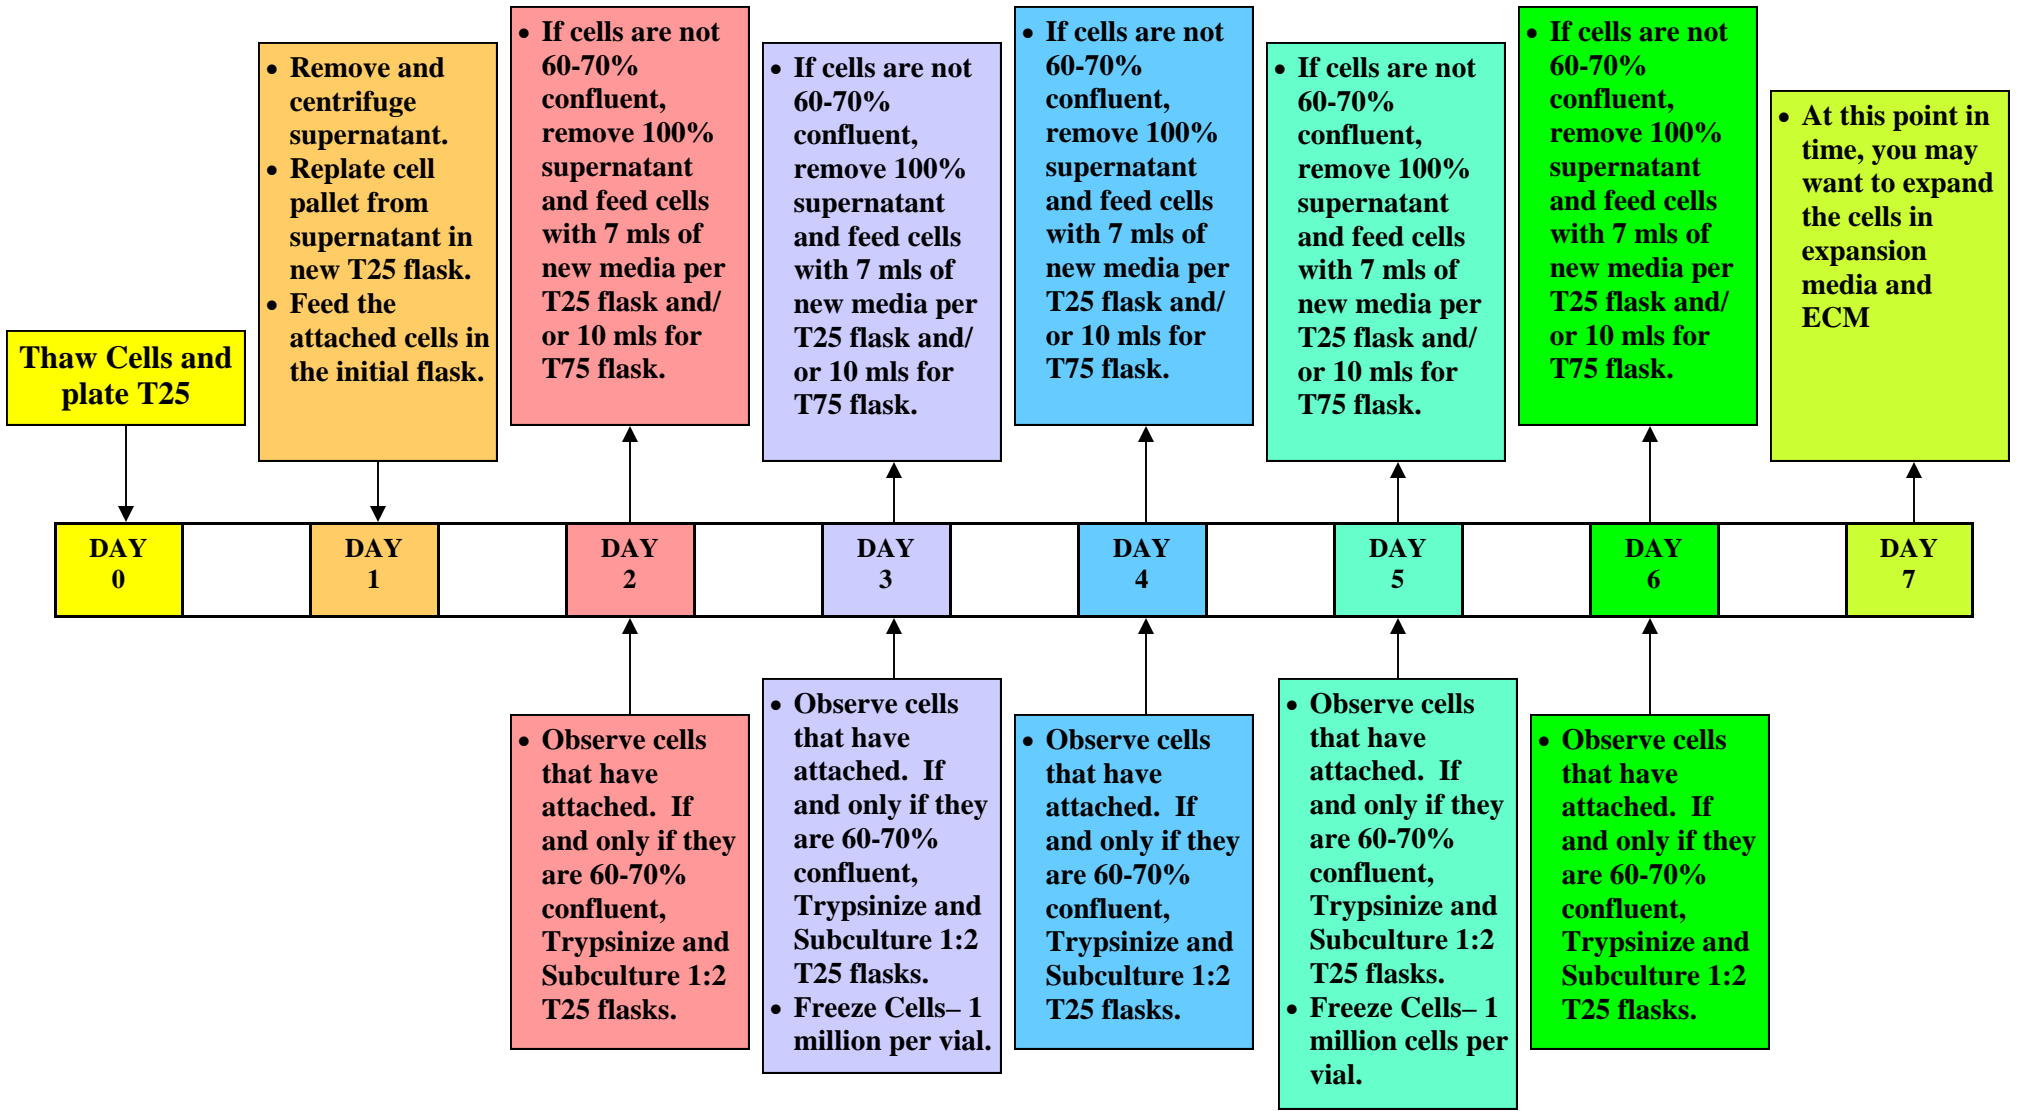 Thaw Cells and
plate T25
• Remove and
centrifuge
supernatant.
• Replate cell
pallet from
supernatant in
new T25 flask.
• Feed the
attached cells in
the initial flask.
• If cells are not
60-70%
confluent,
remove 100%
supernatant
and feed cells
with 7 mls of
new media per
T25 flask and/
or 10 mls for
T75 flask.
• If cells are not
60-70%
confluent,
remove 100%
supernatant
and feed cells
with 7 mls of
new media per
T25 flask and/
or 10 mls for
T75 flask.
• If cells are not
60-70%
confluent,
remove 100%
supernatant
and feed cells
with 7 mls of
new media per
T25 flask and/
or 10 mls for
T75 flask.
• If cells are not
60-70%
confluent,
remove 100%
supernatant
and feed cells
with 7 mls of
new media per
T25 flask and/
or 10 mls for
T75 flask.
• If cells are not
60-70%
confluent,
remove 100%
supernatant
and feed cells
with 7 mls of
new media per
T25 flask and/
or 10 mls for
T75 flask.
• At this point in
time, you may
want to expand
the cells in
expansion
media and
ECM
DAY
0
DAY
1
DAY
2
DAY
3
DAY
4
DAY
5
DAY
6
DAY
7
• Observe cells
that have
attached.  If
and only if they
are 60-70%
confluent,
Trypsinize and
Subculture 1:2
T25 flasks.
• Observe cells
that have
attached.  If
and only if they
are 60-70%
confluent,
Trypsinize and
Subculture 1:2
T25 flasks.
• Freeze Cells– 1
million per vial.
• Observe cells
that have
attached.  If
and only if they
are 60-70%
confluent,
Trypsinize and
Subculture 1:2
T25 flasks.
• Observe cells
that have
attached.  If
and only if they
are 60-70%
confluent,
Trypsinize and
Subculture 1:2
T25 flasks.
• Freeze Cells– 1
million cells per
vial.
• Observe cells
that have
attached.  If
and only if they
are 60-70%
confluent,
Trypsinize and
Subculture 1:2
T25 flasks.